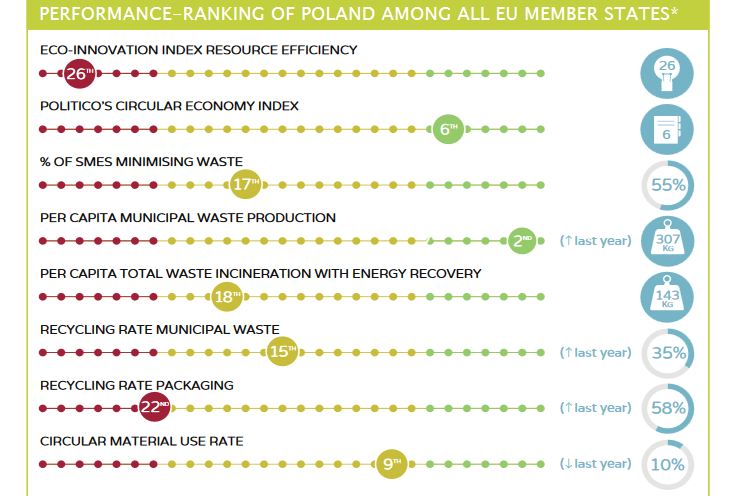 PERFORMANCE-RANKING OF POLAND AMONG ALL EU MEMBER STATES*
ECO-INNOVATION INDEX RESOURCE EFFICIENCY
26TH
26
POLITICO'S CIRCULAR ECONOMY INDEX
6TH
6
% OF SMES MINIMISING WASTE
17TH
55%
PER CAPITA MUNICIPAL WASTE PRODUCTION
2ND (↑ last year)
307
KG
PER CAPITA TOTAL WASTE INCINERATION WITH ENERGY RECOVERY
18TH
143
KG
RECYCLING RATE MUNICIPAL WASTE
15TH (↑ last year) 35%
RECYCLING RATE PACKAGING
22ND (↑ last year) 58%
CIRCULAR MATERIAL USE RATE
9TH (↓ last year) 10%